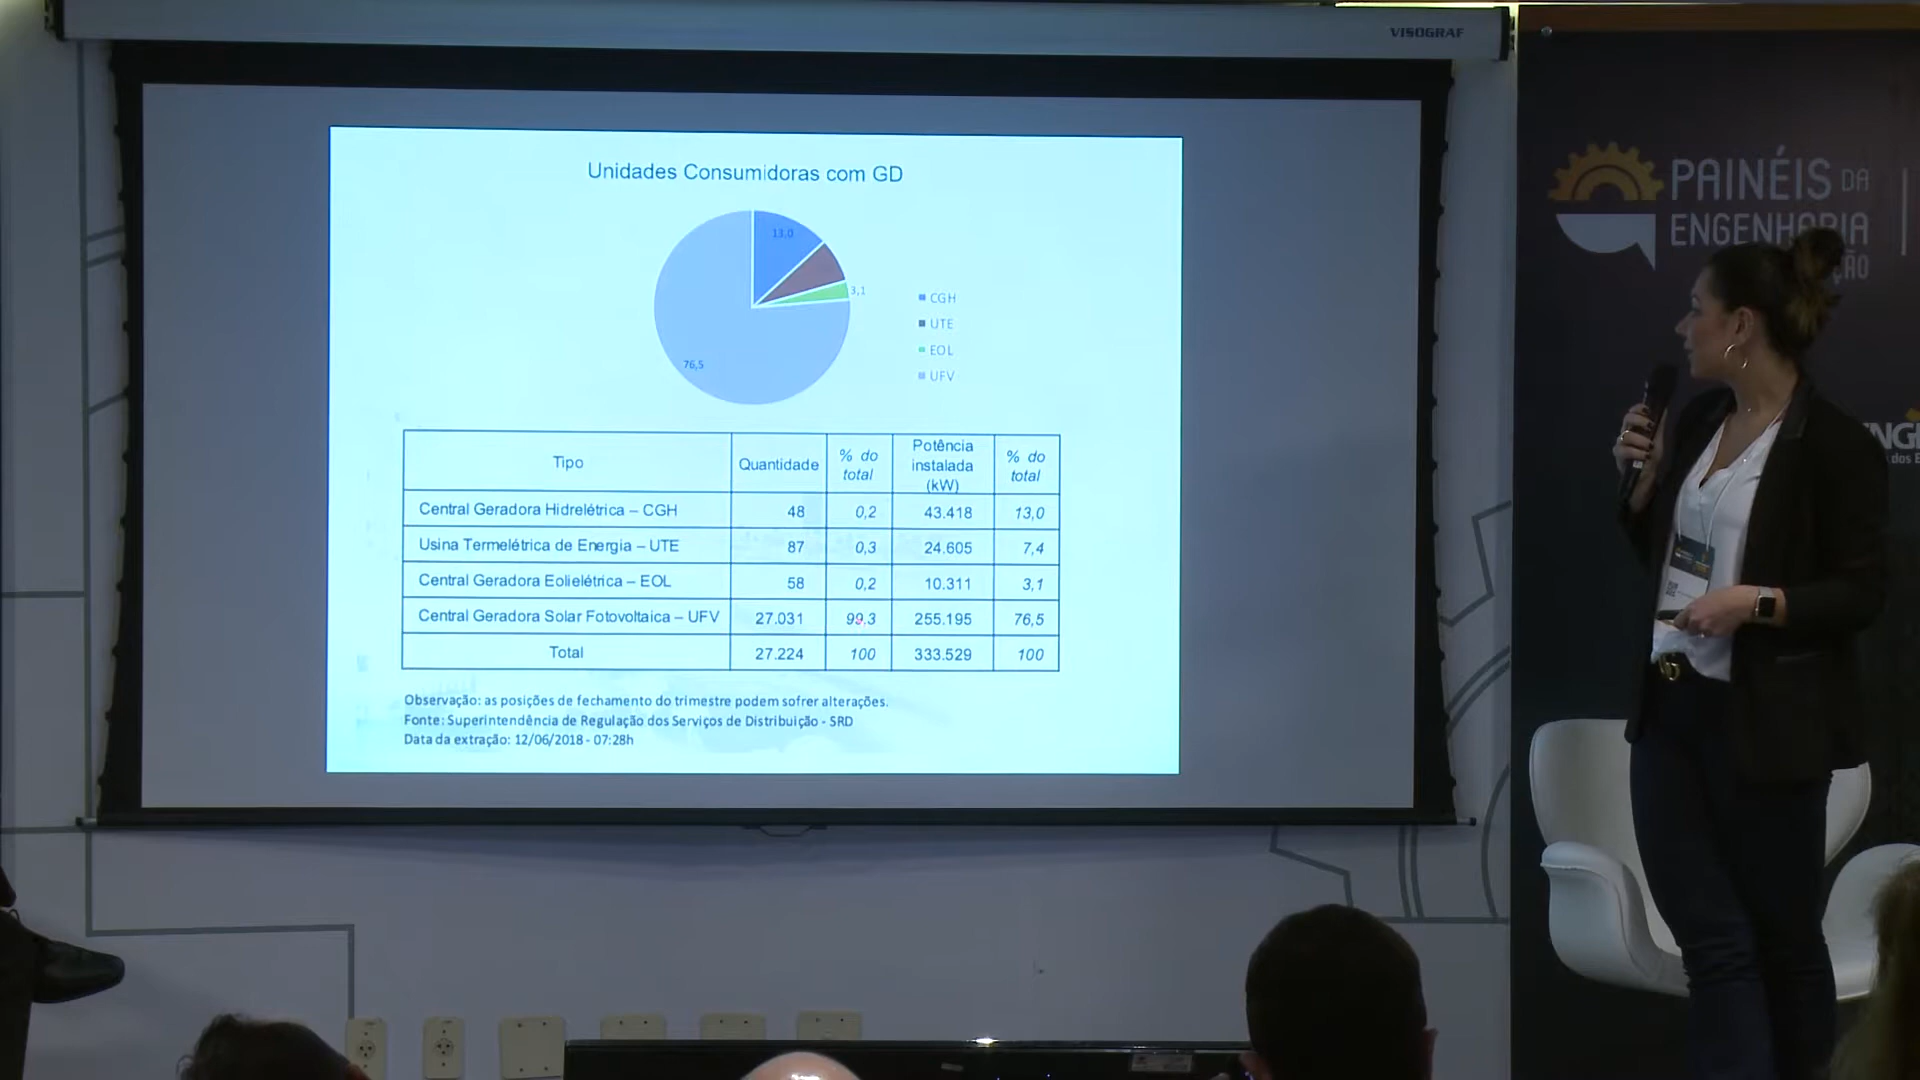 VISOGRAF
PAINÉIS DA
ENGENHARIA
ÇÃO
ENGE
dos E
Unidades Consumidoras com GD
13,0
3,1
76,5
CGH
UTE
EOL
UFV
Tipo Quantidade % do total Potência instalada (kW) % do total
Central Geradora Hidrelétrica – CGH 48 0,2 43.418 13,0
Usina Termelétrica de Energia – UTE 87 0,3 24.605 7,4
Central Geradora Eolielétrica – EOL 58 0,2 10.311 3,1
Central Geradora Solar Fotovoltaica – UFV 27.031 99.3 255.195 76,5
Total 27.224 100 333.529 100
Observação: as posições de fechamento do trimestre podem sofrer alterações.
Fonte: Superintendência de Regulação dos Serviços de Distribuição - SRD
Data da extração: 12/06/2018 - 07:28h